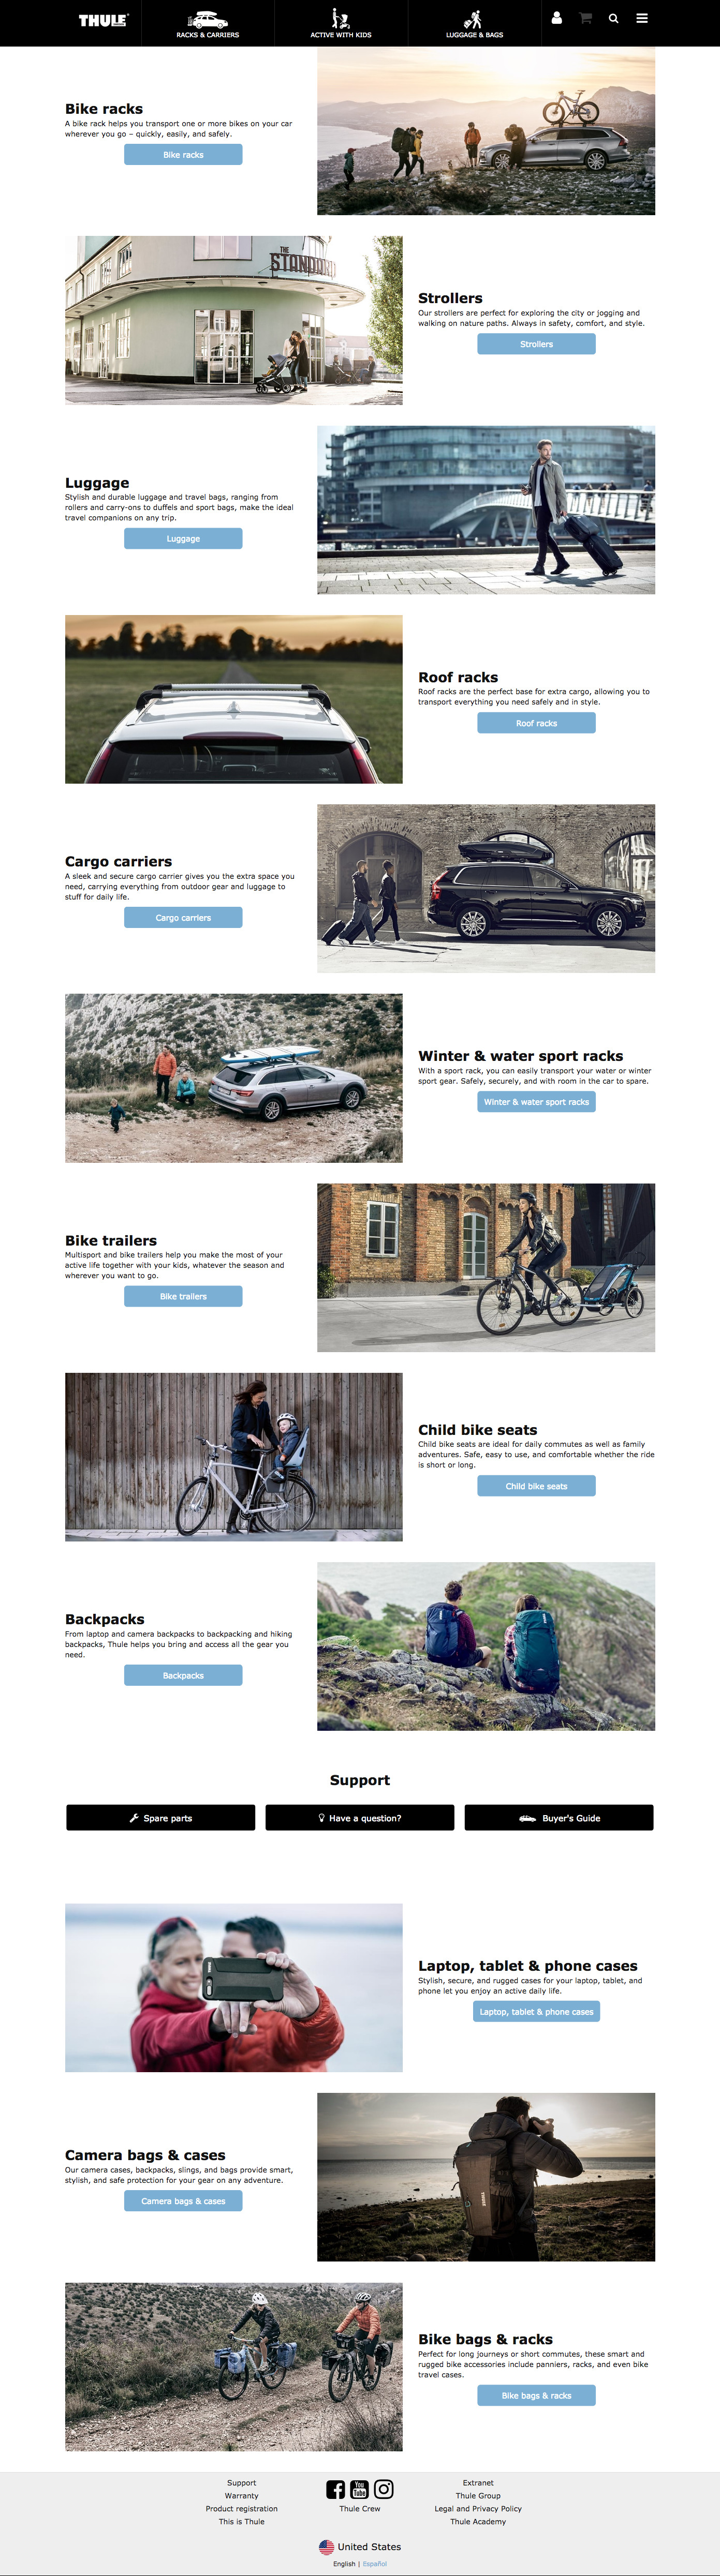 THULE
RACKS & CARRIERS
ACTIVE WITH KIDS
LUGGAGE & BAGS
Bike racks
A bike rack helps you transport one or more bikes on your car
wherever you go – quickly, easily, and safely.
Bike racks
THE
STANDARD
Strollers
Our strollers are perfect for exploring the city or jogging and
walking on nature paths. Always in safety, comfort, and style.
Strollers
Luggage
Stylish and durable luggage and travel bags, ranging from
rollers and carry-ons to duffels and sport bags, make the ideal
travel companions on any trip.
Luggage
Roof racks
Roof racks are the perfect base for extra cargo, allowing you to
transport everything you need safely and in style.
Roof racks
Cargo carriers
A sleek and secure cargo carrier gives you the extra space you
need, carrying everything from outdoor gear and luggage to
stuff for daily life.
Cargo carriers
Winter & water sport racks
With a sport rack, you can easily transport your water or winter
sport gear. Safely, securely, and with room in the car to spare.
Winter & water sport racks
Bike trailers
Multisport and bike trailers help you make the most of your
active life together with your kids, whatever the season and
wherever you want to go.
Bike trailers
Child bike seats
Child bike seats are ideal for daily commutes as well as family
adventures. Safe, easy to use, and comfortable whether the ride
is short or long.
Child bike seats
Backpacks
From laptop and camera backpacks to backpacking and hiking
backpacks, Thule helps you bring and access all the gear you
need.
Backpacks
Support
Spare parts
Have a question?
Buyer's Guide
THULE
Laptop, tablet & phone cases
Stylish, secure, and rugged cases for your laptop, tablet, and
phone let you enjoy an active daily life.
Laptop, tablet & phone cases
Camera bags & cases
Our camera cases, backpacks, slings, and bags provide smart,
stylish, and safe protection for your gear on any adventure.
Camera bags & cases
THULE
Bike bags & racks
Perfect for long journeys or short commutes, these smart and
rugged bike accessories include panniers, racks, and even bike
travel cases.
Bike bags & racks
Support
Warranty
Product registration
This is Thule
You
Tube
Thule Crew
Extranet
Thule Group
Legal and Privacy Policy
Thule Academy
United States
English | Español